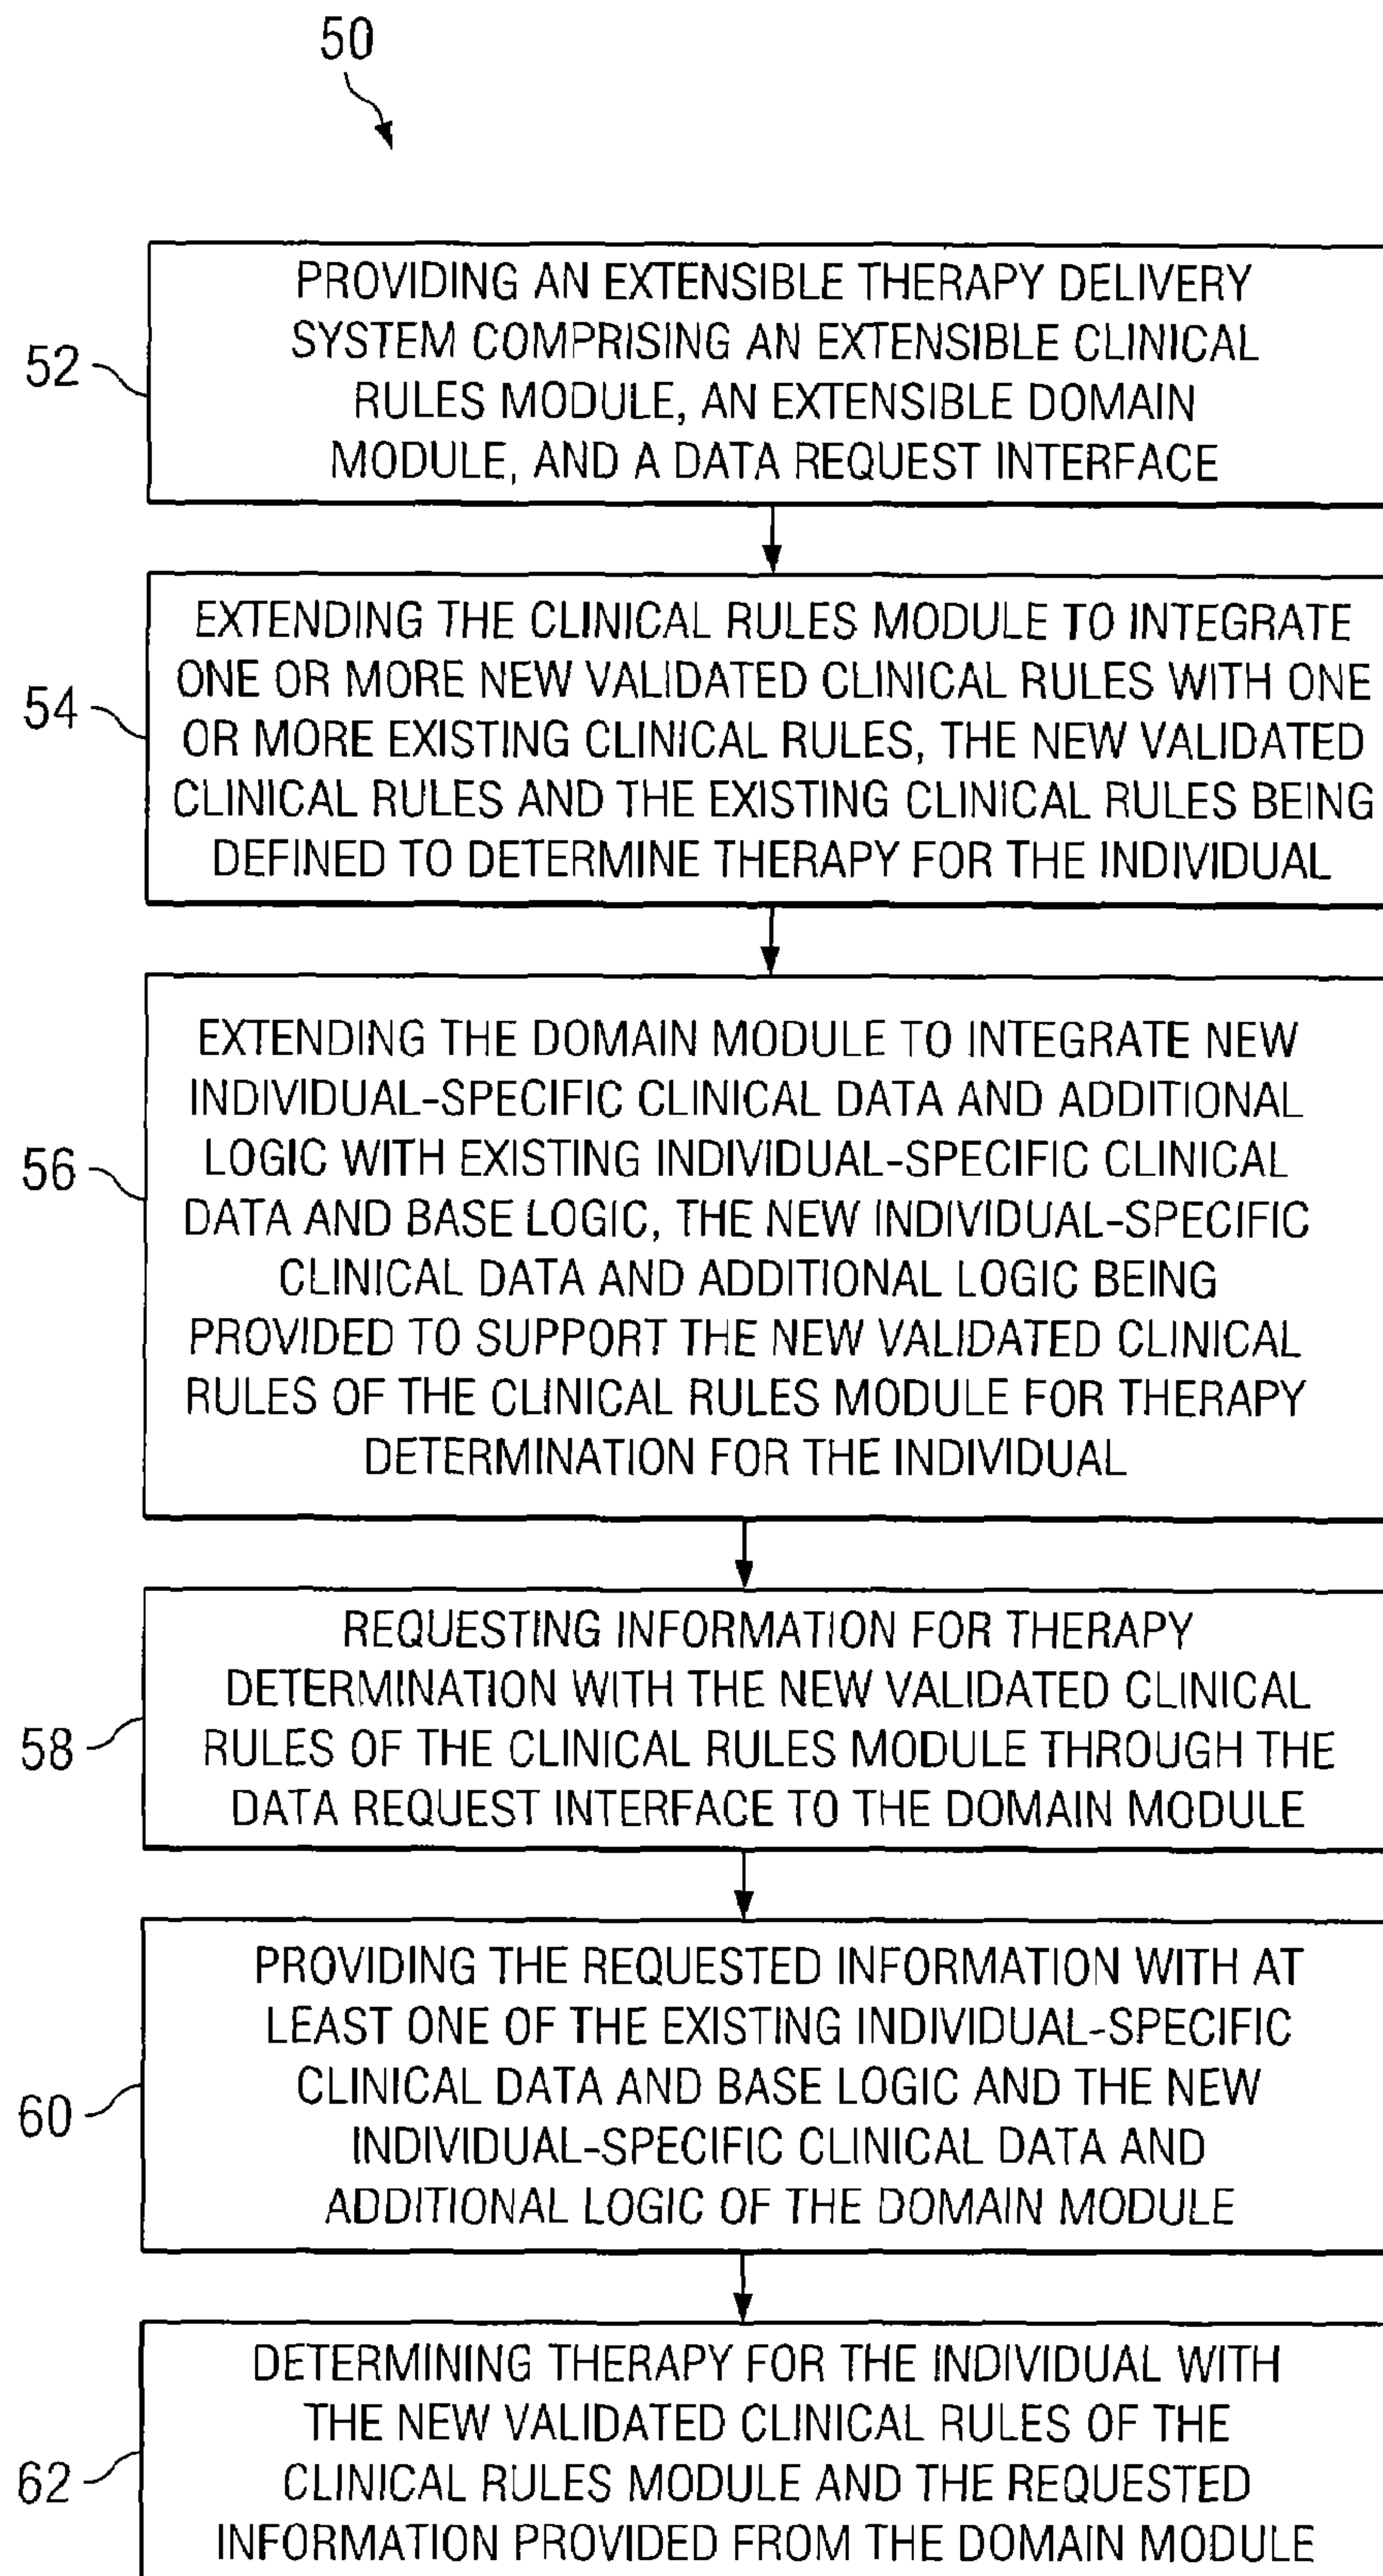 50
52
PROVIDING AN EXTENSIBLE THERAPY DELIVERY
SYSTEM COMPRISING AN EXTENSIBLE CLINICAL
RULES MODULE, AN EXTENSIBLE DOMAIN
MODULE, AND A DATA REQUEST INTERFACE
54
EXTENDING THE CLINICAL RULES MODULE TO INTEGRATE
ONE OR MORE NEW VALIDATED CLINICAL RULES WITH ONE
OR MORE EXISTING CLINICAL RULES, THE NEW VALIDATED
CLINICAL RULES AND THE EXISTING CLINICAL RULES BEING
DEFINED TO DETERMINE THERAPY FOR THE INDIVIDUAL
56
EXTENDING THE DOMAIN MODULE TO INTEGRATE NEW
INDIVIDUAL-SPECIFIC CLINICAL DATA AND ADDITIONAL
LOGIC WITH EXISTING INDIVIDUAL-SPECIFIC CLINICAL
DATA AND BASE LOGIC, THE NEW INDIVIDUAL-SPECIFIC
CLINICAL DATA AND ADDITIONAL LOGIC BEING
PROVIDED TO SUPPORT THE NEW VALIDATED CLINICAL
RULES OF THE CLINICAL RULES MODULE FOR THERAPY
DETERMINATION FOR THE INDIVIDUAL
58
REQUESTING INFORMATION FOR THERAPY
DETERMINATION WITH THE NEW VALIDATED CLINICAL
RULES OF THE CLINICAL RULES MODULE THROUGH THE
DATA REQUEST INTERFACE TO THE DOMAIN MODULE
60
PROVIDING THE REQUESTED INFORMATION WITH AT
LEAST ONE OF THE EXISTING INDIVIDUAL-SPECIFIC
CLINICAL DATA AND BASE LOGIC AND THE NEW
INDIVIDUAL-SPECIFIC CLINICAL DATA AND
ADDITIONAL LOGIC OF THE DOMAIN MODULE
62
DETERMINING THERAPY FOR THE INDIVIDUAL WITH
THE NEW VALIDATED CLINICAL RULES OF THE
CLINICAL RULES MODULE AND THE REQUESTED
INFORMATION PROVIDED FROM THE DOMAIN MODULE